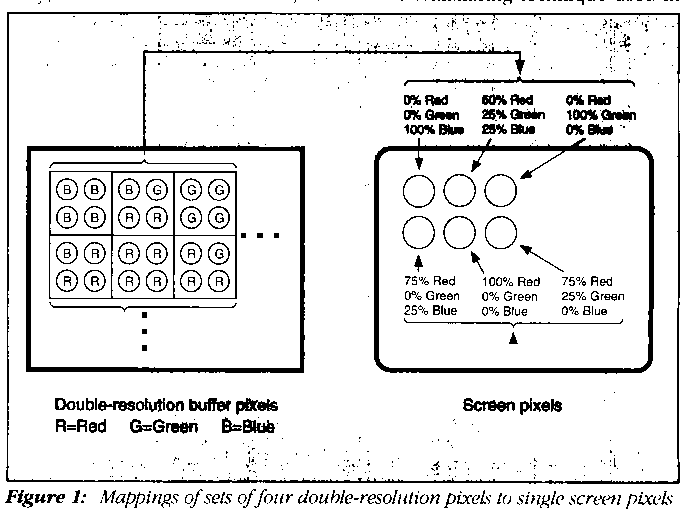 technique used in
0% Red 50% Red 0% Red
0% Green 25% Green 100% Green
100% Blue 25% Blue 0% Blue
B B B G G G
B B R R G G
R B R R R G
R R R R R R
75% Red 100% Red 75% Red
0% Green 0% Green 25% Green
25% Blue 0% Blue 0% Blue
Double-resolution buffer pixels
R=Red G=Green B=Blue
Screen pixels
Figure 1: Mappings of sets of four double-resolution pixels to single screen pixels